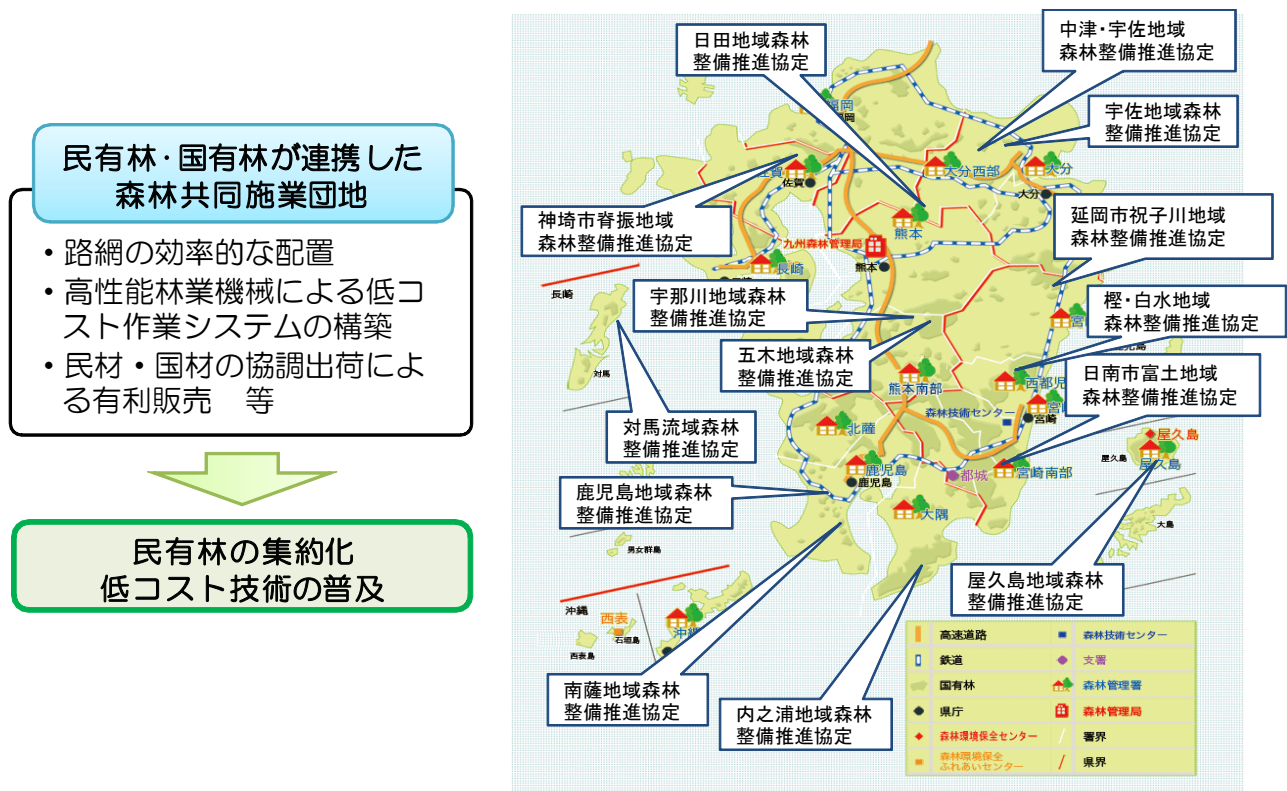 民有林・国有林が連携した
森林共同施業団地
・路網の効率的な配置
・高性能林業機械による低コ
スト作業システムの構築
・民材・国材の協調出荷によ
る有利販売　等
民有林の集約化
低コスト技術の普及
日田地域森林
整備推進協定
中津・宇佐地域
森林整備推進協定
宇佐地域森林
整備推進協定
神埼市脊振地域
森林整備推進協定
延岡市祝子川地域
森林整備推進協定
宇那川地域森林
整備推進協定
樫・白水地域
森林整備推進協定
五木地域森林
整備推進協定
日南市富土地域
森林整備推進協定
対馬流域森林
整備推進協定
鹿児島地域森林
整備推進協定
屋久島地域森林
整備推進協定
南薩地域森林
整備推進協定
内之浦地域森林
整備推進協定
福岡
佐賀
大分西部
大分
大分
熊本
九州森林管理局
熊本
長崎
長崎
対馬
熊本南部
西都児
森林技術センター
宮崎
北薩
鹿児島
鹿児島
都城
宮崎南部
大隅
屋久島
屋久島
屋久島
大島
男女群島
沖縄
西表
石垣島
西表島
沖縄
高速道路
森林技術センター
鉄道
支署
国有林
森林管理署
県庁
森林管理局
森林環境保全センター
署界
森林環境保全
ふれあいセンター
県界